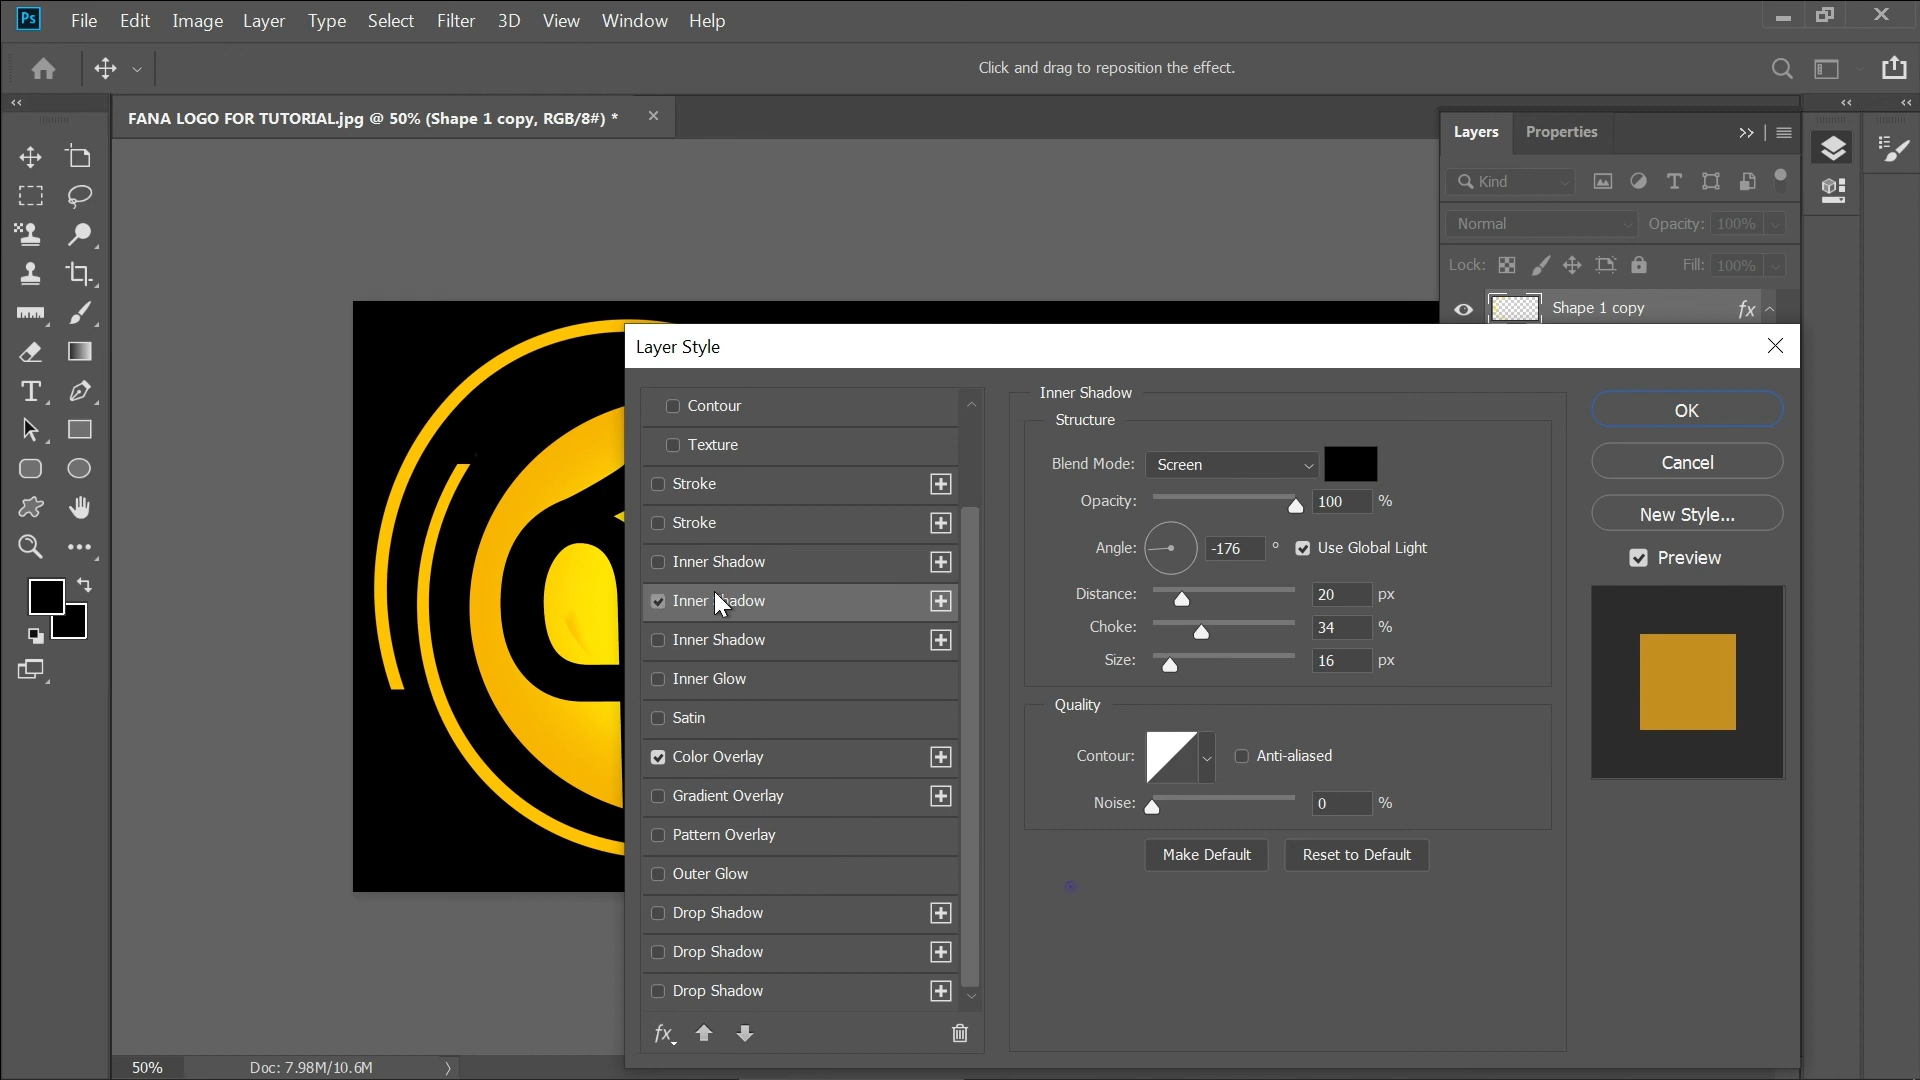 Ps File Edit Image Layer Type Select Filter 3D View Window Help
Click and drag to reposition the effect.
FANA LOGO FOR TUTORIAL.jpg @ 50% (Shape 1 copy, RGB/8#) *
Layers Properties
Kind
Normal Opacity: 100%
Lock: Fill: 100%
Shape 1 copy fx
Layer Style
Contour
Texture
Stroke
Stroke
Inner Shadow
Inner Shadow
Inner Shadow
Inner Glow
Satin
Color Overlay
Gradient Overlay
Pattern Overlay
Outer Glow
Drop Shadow
Drop Shadow
Drop Shadow
fx
Inner Shadow
Structure
Blend Mode: Screen
Opacity: 100 %
Angle: -176 ° Use Global Light
Distance: 20 px
Choke: 34 %
Size: 16 px
Quality
Contour: Anti-aliased
Noise: 0 %
Make Default Reset to Default
OK
Cancel
New Style...
Preview
50% Doc: 7.98M/10.6M